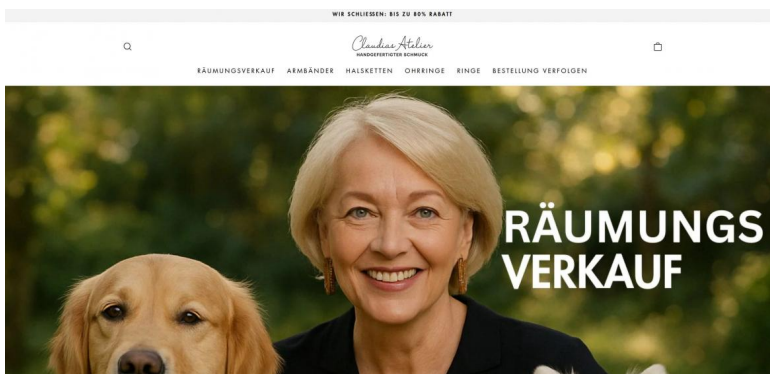 WIR SCHLIESSEN: BIS ZU 80% RABATT
Claudias Atelier
HANDGEFERTIGTER SCHMUCK
RÄUMUNGSVERKAUF ARMBÄNDER HALSKETTEN OHRRINGE RINGE BESTELLUNG VERFOLGEN
RÄUMUNGS
VERKAUF